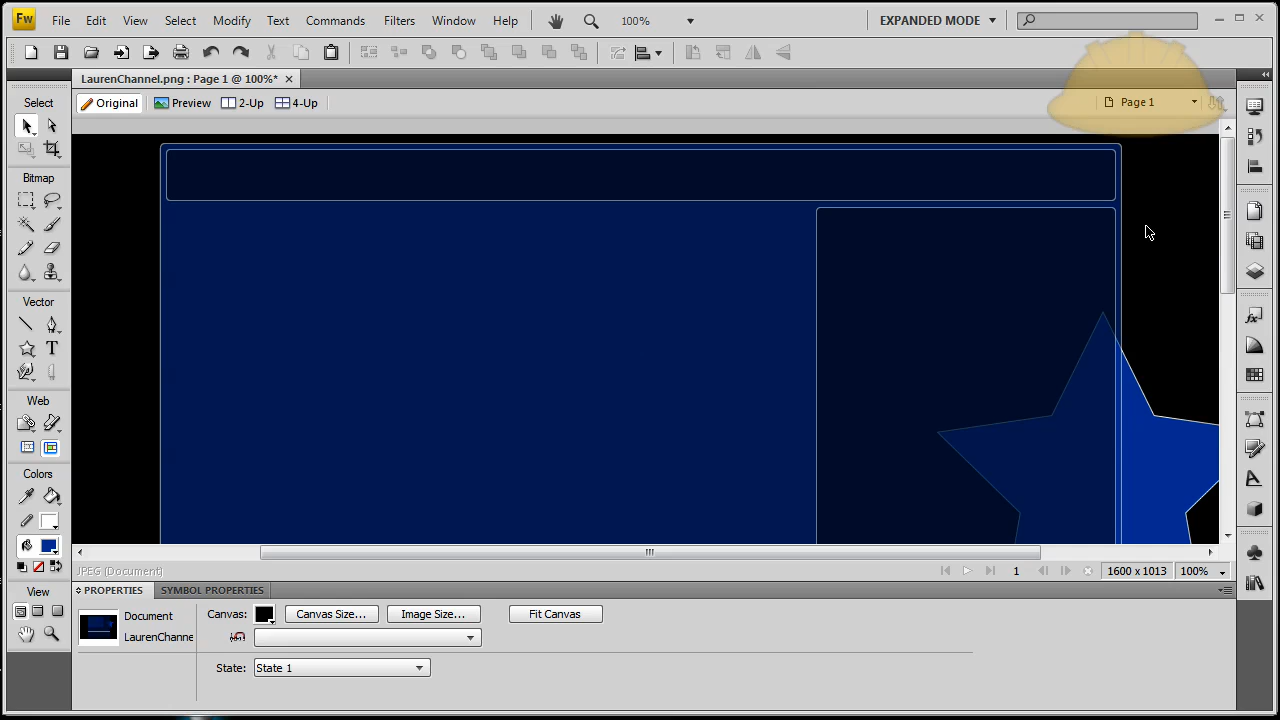 Fw File Edit View Select Modify Text Commands Filters Window Help 100% EXPANDED MODE
LaurenChannel.png : Page 1 @ 100%*
Original Preview 2-Up 4-Up Page 1
Select
Bitmap
Vector
T
Web
Colors
View
JPEG (Document) 1 1600 x 1013 100%
PROPERTIES SYMBOL PROPERTIES
Document Canvas: Canvas Size... Image Size... Fit Canvas
LaurenChanne
State: State 1